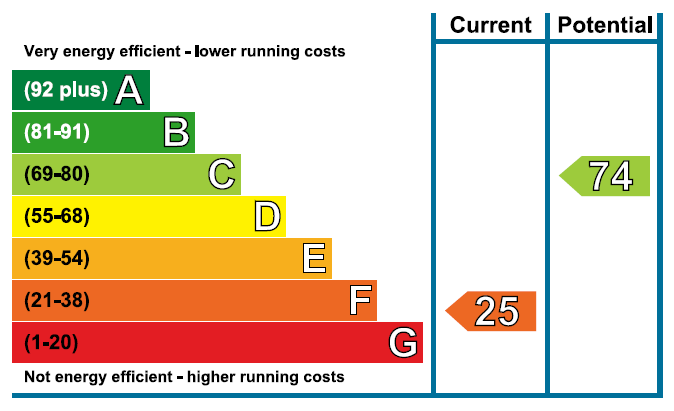 Current Potential
Very energy efficient - lower running costs
(92 plus) A
(81-91) B
(69-80) C
74
(55-68) D
(39-54) E
(21-38) F
25
(1-20) G
Not energy efficient - higher running costs